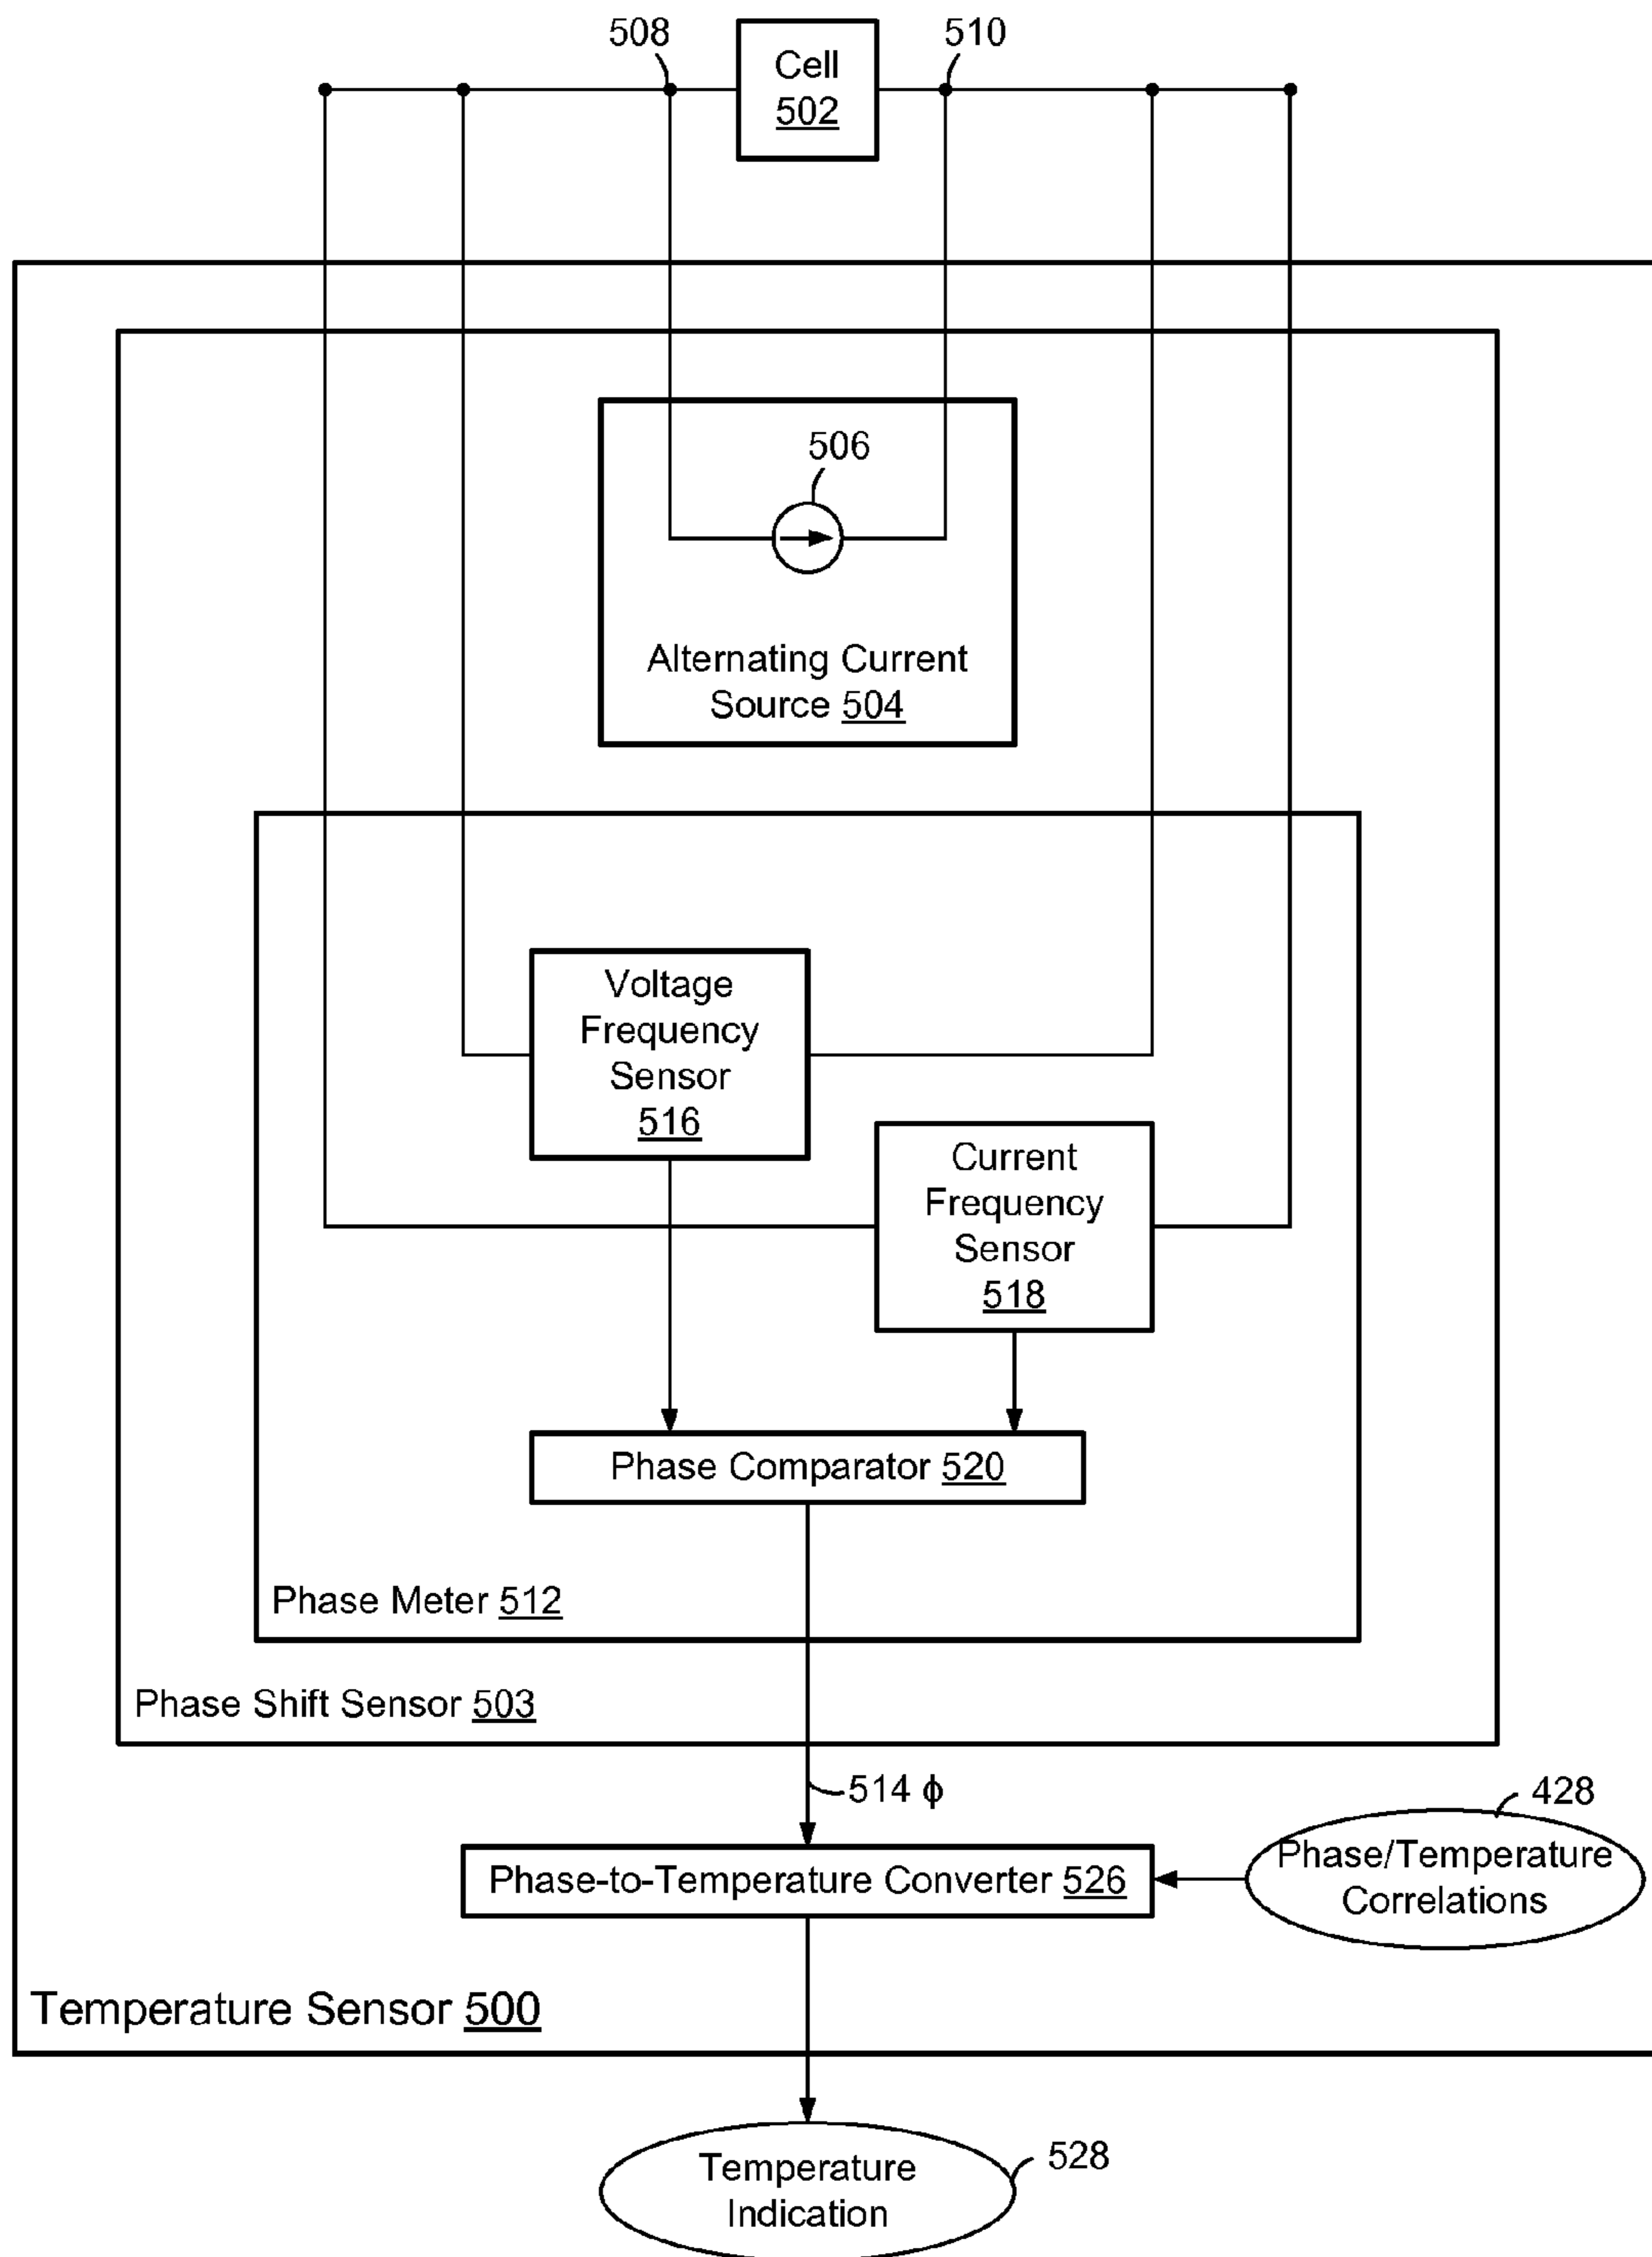 508
510
Cell
502
506
Alternating Current
Source 504
Voltage
Frequency
Sensor
516
Current
Frequency
Sensor
518
Phase Comparator 520
Phase Meter 512
Phase Shift Sensor 503
514 ϕ
428
Phase/Temperature
Correlations
Phase-to-Temperature Converter 526
Temperature Sensor 500
528
Temperature
Indication